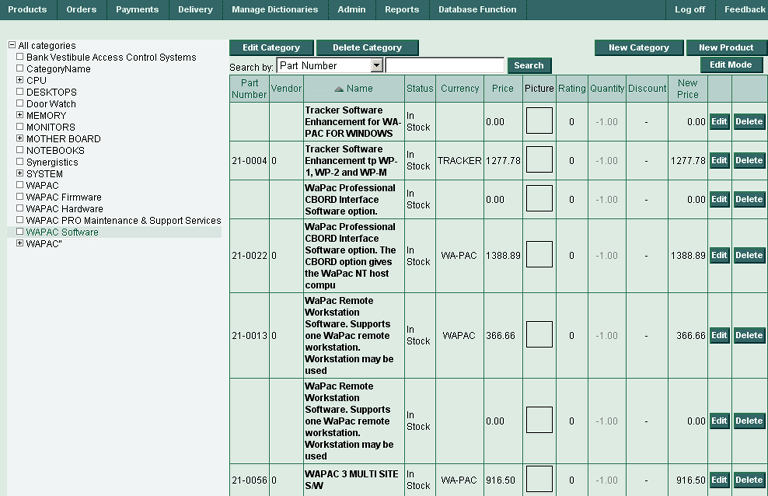 Products Orders Payments Delivery Manage Dictionaries Admin Reports Database Function Log off Feedback
All categories
Bank Vestibule Access Control Systems
CategoryName
CPU
DESKTOPS
Door Watch
MEMORY
MONITORS
MOTHER BOARD
NOTEBOOKS
Synergistics
SYSTEM
WAPAC
WAPAC Firmware
WAPAC Hardware
WAPAC PRO Maintenance & Support Services
WAPAC Software
WAPAC"
Edit Category Delete Category New Category New Product
Search by: Part Number Search Edit Mode
Part Number Vendor Name Status Currency Price Picture Rating Quantity Discount New Price
Tracker Software
Enhancement for WA-
PAC FOR WINDOWS
In Stock 0.00 0 -1.00 - 0.00 Edit Delete
21-0004 0
Tracker Software
Enhancement tp WP-
1, WP-2 and WP-M
In Stock TRACKER 1277.78 0 -1.00 - 1277.78 Edit Delete
WaPac Professional
CBORD Interface
Software option.
In Stock 0.00 0 -1.00 - 0.00 Edit Delete
21-0022 0
WaPac Professional
CBORD Interface
Software option. The
CBORD option gives
the WaPac NT host
compu
In Stock WA-PAC 1388.89 0 -1.00 - 1388.89 Edit Delete
21-0013 0
WaPac Remote
Workstation
Software. Supports
one WaPac remote
workstation.
Workstation may be
used
In Stock WAPAC 366.66 0 -1.00 - 366.66 Edit Delete
WaPac Remote
Workstation
Software. Supports
one WaPac remote
workstation.
Workstation may be
used
In Stock 0.00 0 -1.00 - 0.00 Edit Delete
21-0056 0
WAPAC 3 MULTI SITE
S/W
In Stock WA-PAC 916.50 0 -1.00 - 916.50 Edit Delete